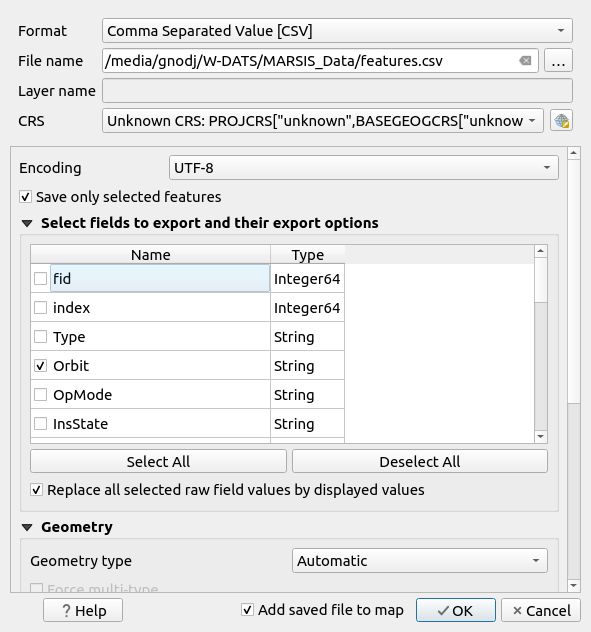 Format Comma Separated Value [CSV]
File name /media/gnodj/W-DATS/MARSIS_Data/features.csv ...
Layer name
CRS Unknown CRS: PROJCRS["unknown",BASEGEOGCRS["unknow
Encoding UTF-8
Save only selected features
Select fields to export and their export options
Name Type
fid Integer64
index Integer64
Type String
Orbit String
OpMode String
InsState String
Select All Deselect All
Replace all selected raw field values by displayed values
Geometry
Geometry type Automatic
Force multi-type
? Help Add saved file to map OK Cancel